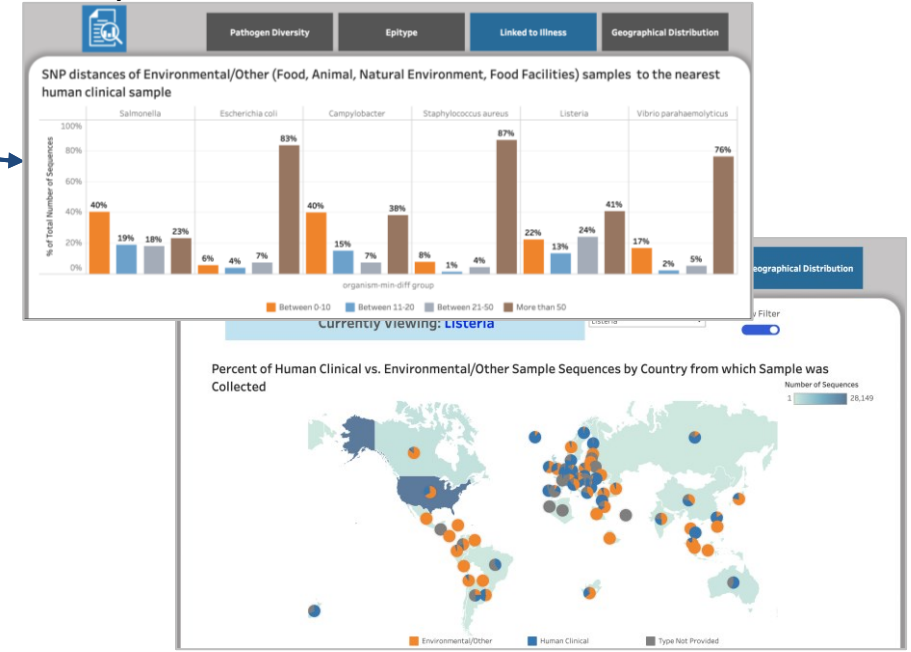 Pathogen Diversity
Epitype
Linked to Illness
Geographical Distribution
SNP distances of Environmental/Other (Food, Animal, Natural Environment, Food Facilities) samples to the nearest
human clinical sample
Salmonella
Escherichia coli
Campylobacter
Staphylococcus aureus
Listeria
Vibrio parahaemolyticus
% of Total Number of Sequences
100%
80%
60%
40%
20%
0%
40%
19%
18%
23%
6%
4%
7%
83%
40%
15%
7%
38%
8%
1%
4%
87%
22%
13%
24%
41%
17%
2%
5%
76%
organism-min-diff group
Between 0-10
Between 11-20
Between 21-50
More than 50
eographical Distribution
Currently Viewing: Listeria
Listeria
Filter
Percent of Human Clinical vs. Environmental/Other Sample Sequences by Country from which Sample was
Collected
Number of Sequences
1
28,149
Environmental/Other
Human Clinical
Type Not Provided